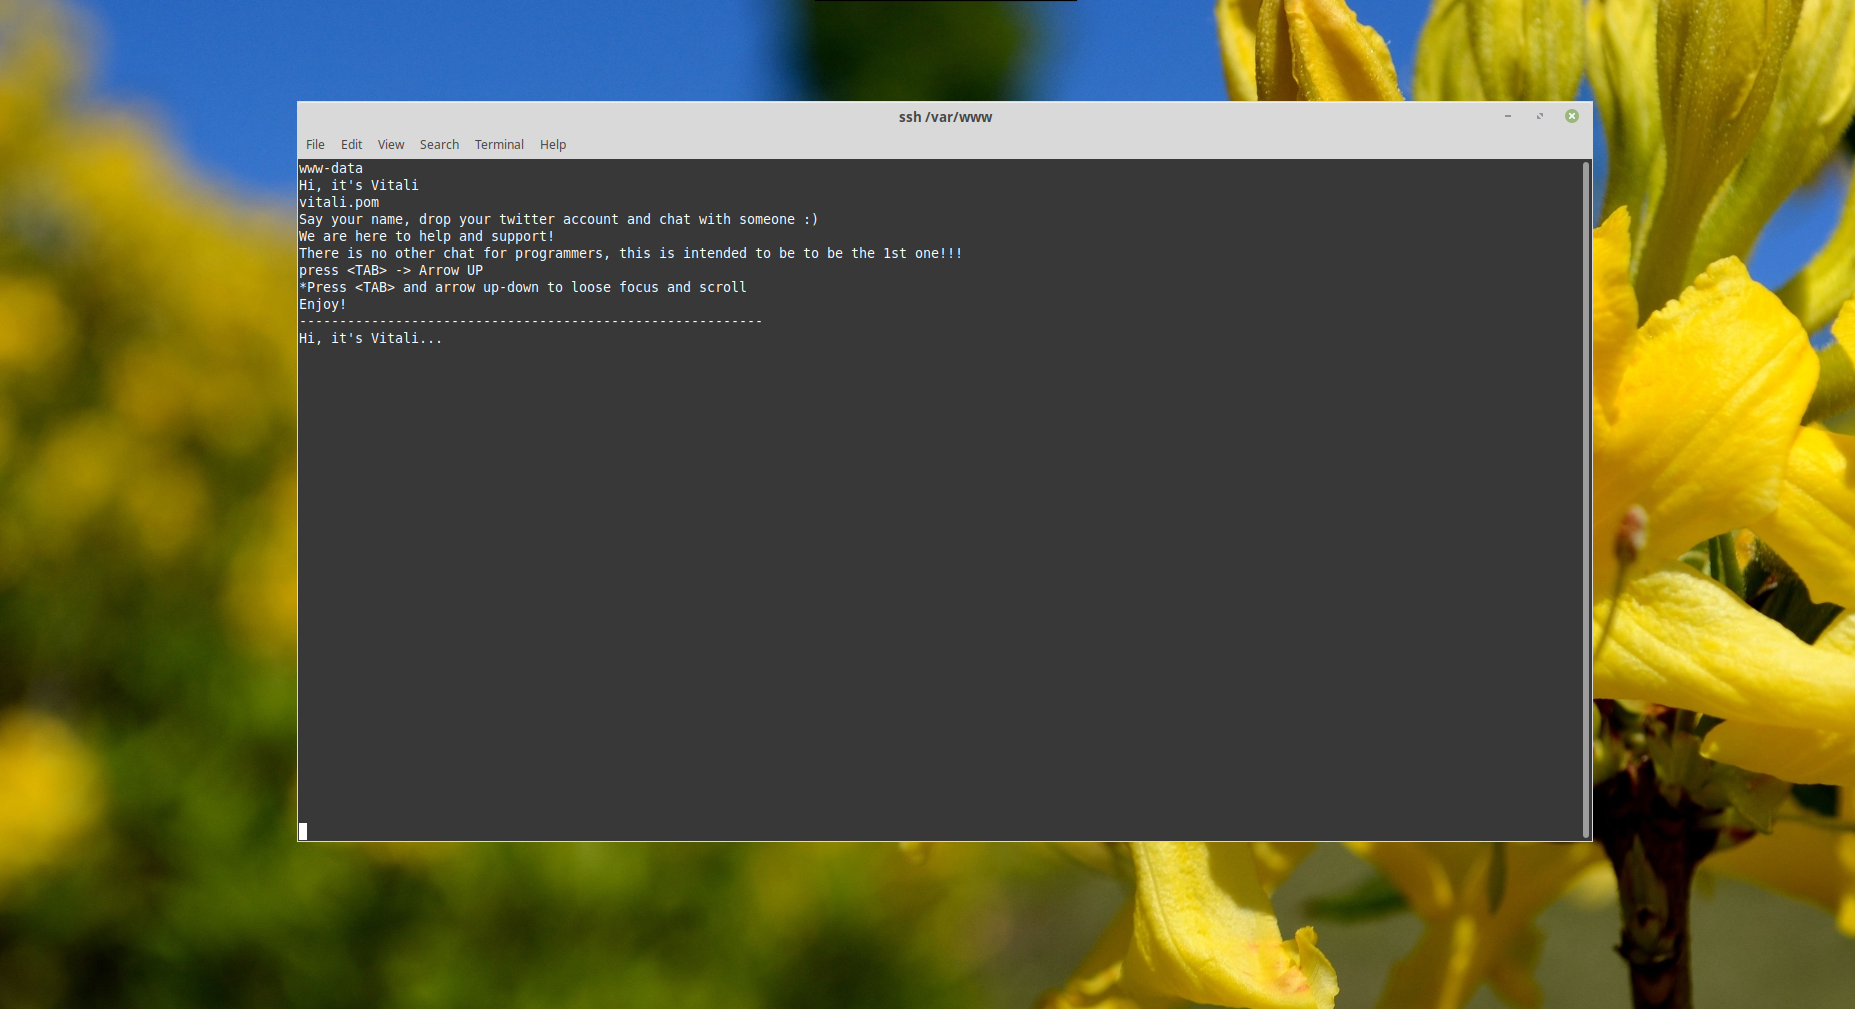 ssh /var/www
File Edit View Search Terminal Help
www-data
Hi, it's Vitali
vitali.pom
Say your name, drop your twitter account and chat with someone :)
We are here to help and support!
There is no other chat for programmers, this is intended to be to be the 1st one!!!
press <TAB> -> Arrow UP
*Press <TAB> and arrow up-down to loose focus and scroll
Enjoy!
----------------------------------------------------------
Hi, it's Vitali...